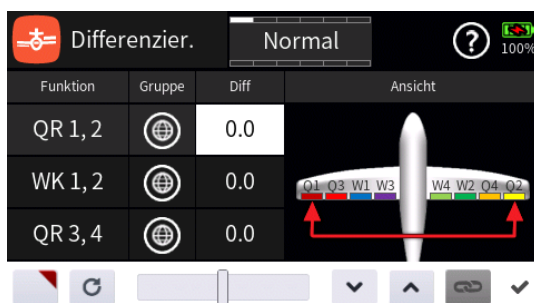 Differenzier. Normal ? 100%
Funktion Gruppe Diff Ansicht
QR 1, 2 0.0
WK 1, 2 0.0
Q1 Q3 W1 W3 W4 W2 Q4 Q2
QR 3, 4 0.0